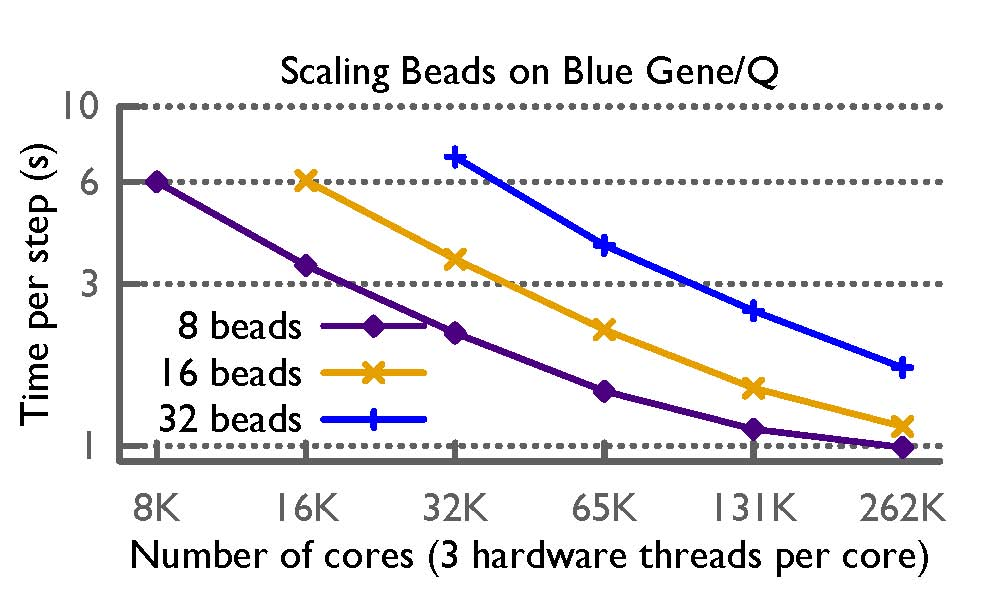 Scaling Beads on Blue Gene/Q
10
6
3
1
Time per step (s)
8 beads
16 beads
32 beads
8K 16K 32K 65K 131K 262K
Number of cores (3 hardware threads per core)